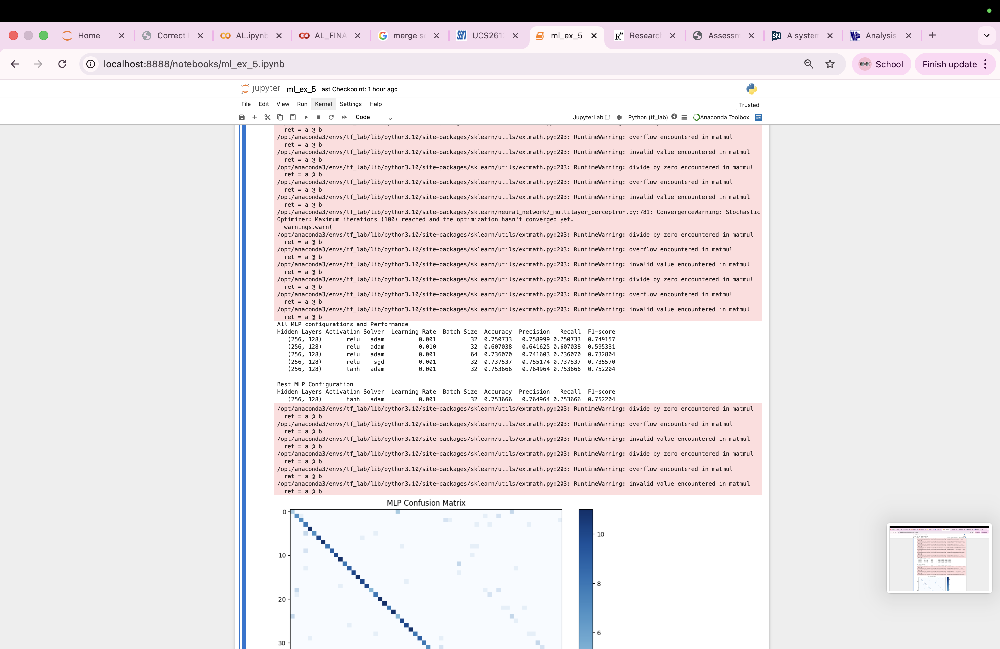 Home
Correct
AL.ipynb
AL_FINA
merge s
UCS261
ml_ex_5
Researc
Assessm
A system
Analysis
localhost:8888/notebooks/ml_ex_5.ipynb
School
Finish update
jupyter ml_ex_5 Last Checkpoint: 1 hour ago
File Edit View Run Kernel Settings Help
Trusted
Code
JupyterLab
Python (tf_lab)
Anaconda Toolbox
ret = a @ b
/opt/anaconda3/envs/tf_lab/lib/python3.10/site-packages/sklearn/utils/extmath.py:203: RuntimeWarning: overflow encountered in matmul
ret = a @ b
/opt/anaconda3/envs/tf_lab/lib/python3.10/site-packages/sklearn/utils/extmath.py:203: RuntimeWarning: invalid value encountered in matmul
ret = a @ b
/opt/anaconda3/envs/tf_lab/lib/python3.10/site-packages/sklearn/utils/extmath.py:203: RuntimeWarning: divide by zero encountered in matmul
ret = a @ b
/opt/anaconda3/envs/tf_lab/lib/python3.10/site-packages/sklearn/utils/extmath.py:203: RuntimeWarning: overflow encountered in matmul
ret = a @ b
/opt/anaconda3/envs/tf_lab/lib/python3.10/site-packages/sklearn/utils/extmath.py:203: RuntimeWarning: invalid value encountered in matmul
ret = a @ b
/opt/anaconda3/envs/tf_lab/lib/python3.10/site-packages/sklearn/neural_network/_multilayer_perceptron.py:781: ConvergenceWarning: Stochastic
Optimizer: Maximum iterations (100) reached and the optimization hasn't converged yet.
warnings.warn(
/opt/anaconda3/envs/tf_lab/lib/python3.10/site-packages/sklearn/utils/extmath.py:203: RuntimeWarning: divide by zero encountered in matmul
ret = a @ b
/opt/anaconda3/envs/tf_lab/lib/python3.10/site-packages/sklearn/utils/extmath.py:203: RuntimeWarning: overflow encountered in matmul
ret = a @ b
/opt/anaconda3/envs/tf_lab/lib/python3.10/site-packages/sklearn/utils/extmath.py:203: RuntimeWarning: invalid value encountered in matmul
ret = a @ b
/opt/anaconda3/envs/tf_lab/lib/python3.10/site-packages/sklearn/utils/extmath.py:203: RuntimeWarning: divide by zero encountered in matmul
ret = a @ b
/opt/anaconda3/envs/tf_lab/lib/python3.10/site-packages/sklearn/utils/extmath.py:203: RuntimeWarning: overflow encountered in matmul
ret = a @ b
/opt/anaconda3/envs/tf_lab/lib/python3.10/site-packages/sklearn/utils/extmath.py:203: RuntimeWarning: invalid value encountered in matmul
ret = a @ b
All MLP configurations and Performance
Hidden Layers Activation Solver Learning Rate Batch Size Accuracy Precision Recall F1-score
(256, 128) relu adam 0.001 32 0.750733 0.758999 0.750733 0.749157
(256, 128) relu adam 0.010 32 0.607038 0.641625 0.607038 0.595331
(256, 128) relu adam 0.001 64 0.736070 0.741603 0.736070 0.732804
(256, 128) relu sgd 0.001 32 0.737537 0.755174 0.737537 0.735570
(256, 128) tanh adam 0.001 32 0.753666 0.764964 0.753666 0.752204
Best MLP Configuration
Hidden Layers Activation Solver Learning Rate Batch Size Accuracy Precision Recall F1-score
(256, 128) tanh adam 0.001 32 0.753666 0.764964 0.753666 0.752204
/opt/anaconda3/envs/tf_lab/lib/python3.10/site-packages/sklearn/utils/extmath.py:203: RuntimeWarning: divide by zero encountered in matmul
ret = a @ b
/opt/anaconda3/envs/tf_lab/lib/python3.10/site-packages/sklearn/utils/extmath.py:203: RuntimeWarning: overflow encountered in matmul
ret = a @ b
/opt/anaconda3/envs/tf_lab/lib/python3.10/site-packages/sklearn/utils/extmath.py:203: RuntimeWarning: invalid value encountered in matmul
ret = a @ b
/opt/anaconda3/envs/tf_lab/lib/python3.10/site-packages/sklearn/utils/extmath.py:203: RuntimeWarning: divide by zero encountered in matmul
ret = a @ b
/opt/anaconda3/envs/tf_lab/lib/python3.10/site-packages/sklearn/utils/extmath.py:203: RuntimeWarning: overflow encountered in matmul
ret = a @ b
/opt/anaconda3/envs/tf_lab/lib/python3.10/site-packages/sklearn/utils/extmath.py:203: RuntimeWarning: invalid value encountered in matmul
ret = a @ b
MLP Confusion Matrix
0
10
20
30
10
8
6